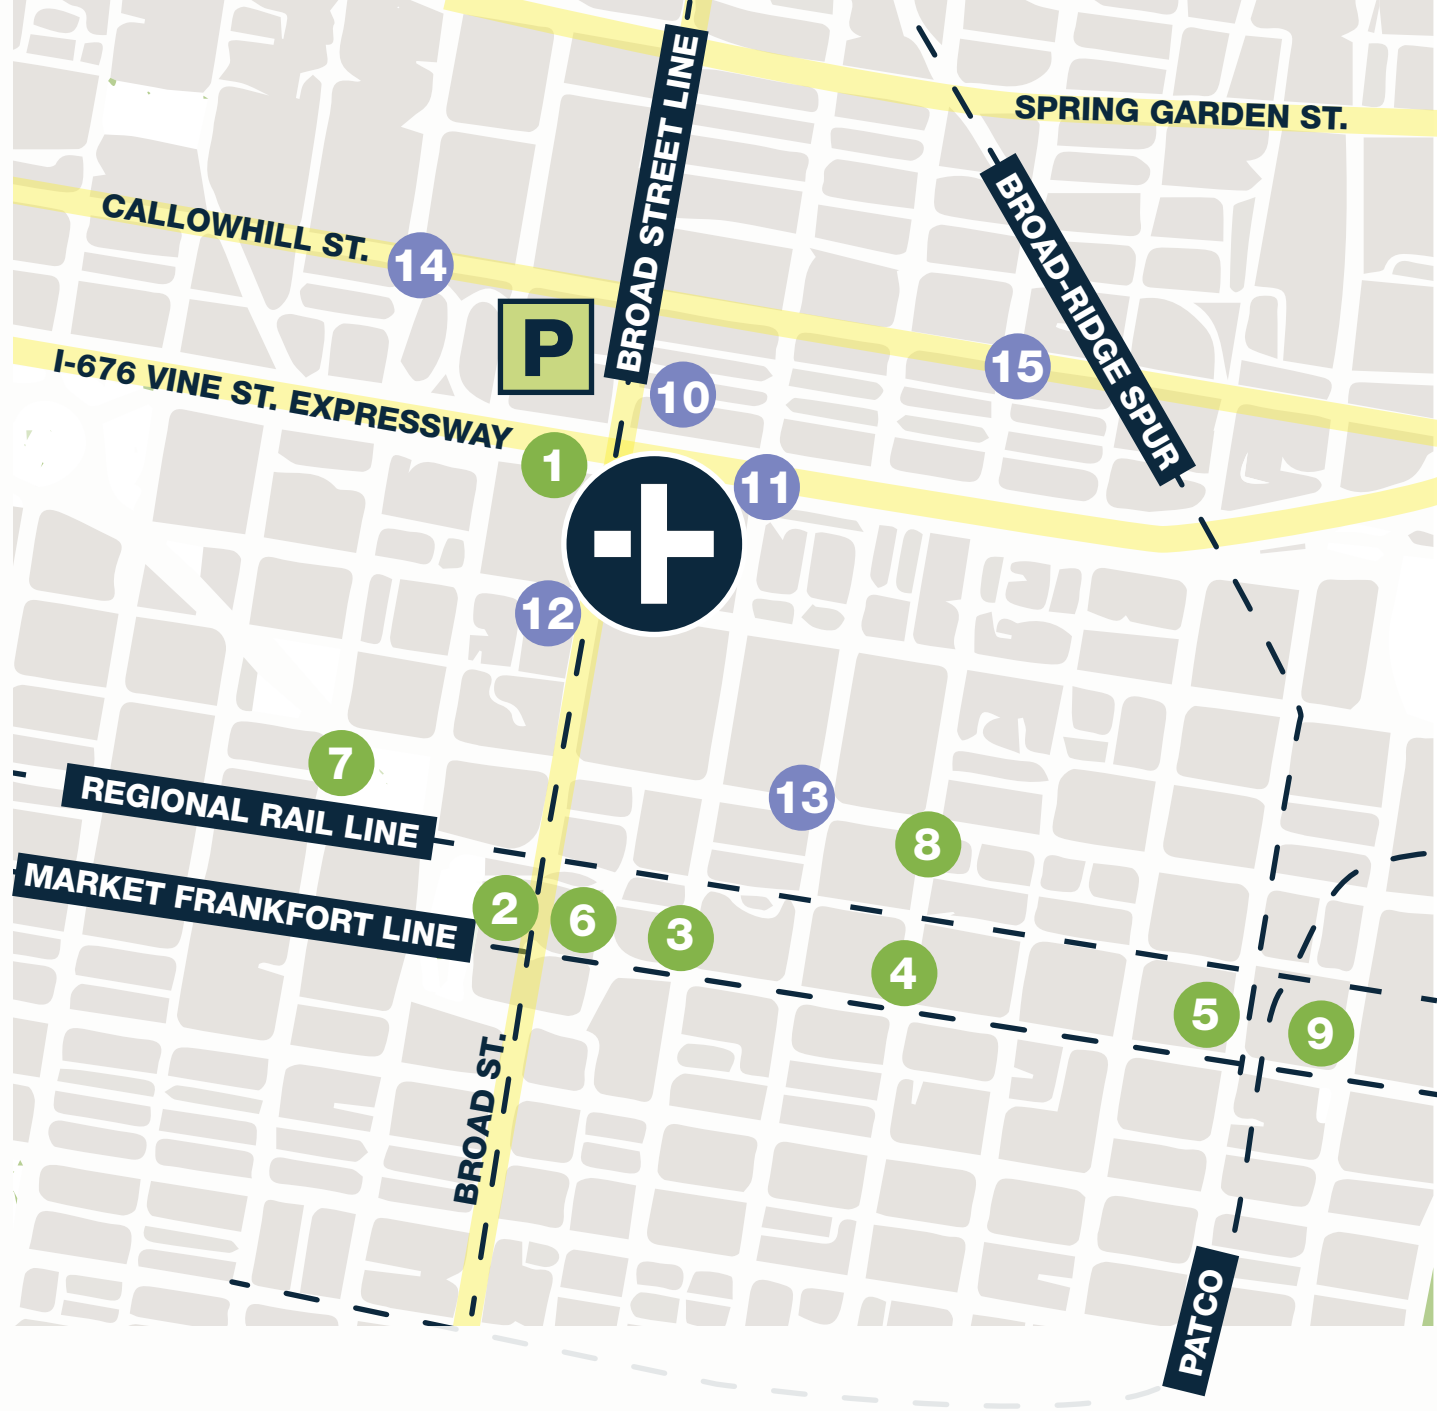 BROAD STREET LINE
SPRING GARDEN ST.
BROAD-RIDGE SPUR
CALLOWHILL ST.
14
P
15
I-676 VINE ST. EXPRESSWAY
10
1
11
12
7
REGIONAL RAIL LINE
13
8
MARKET FRANKFORT LINE
2
6
3
4
5
9
BROAD ST.
PATCO